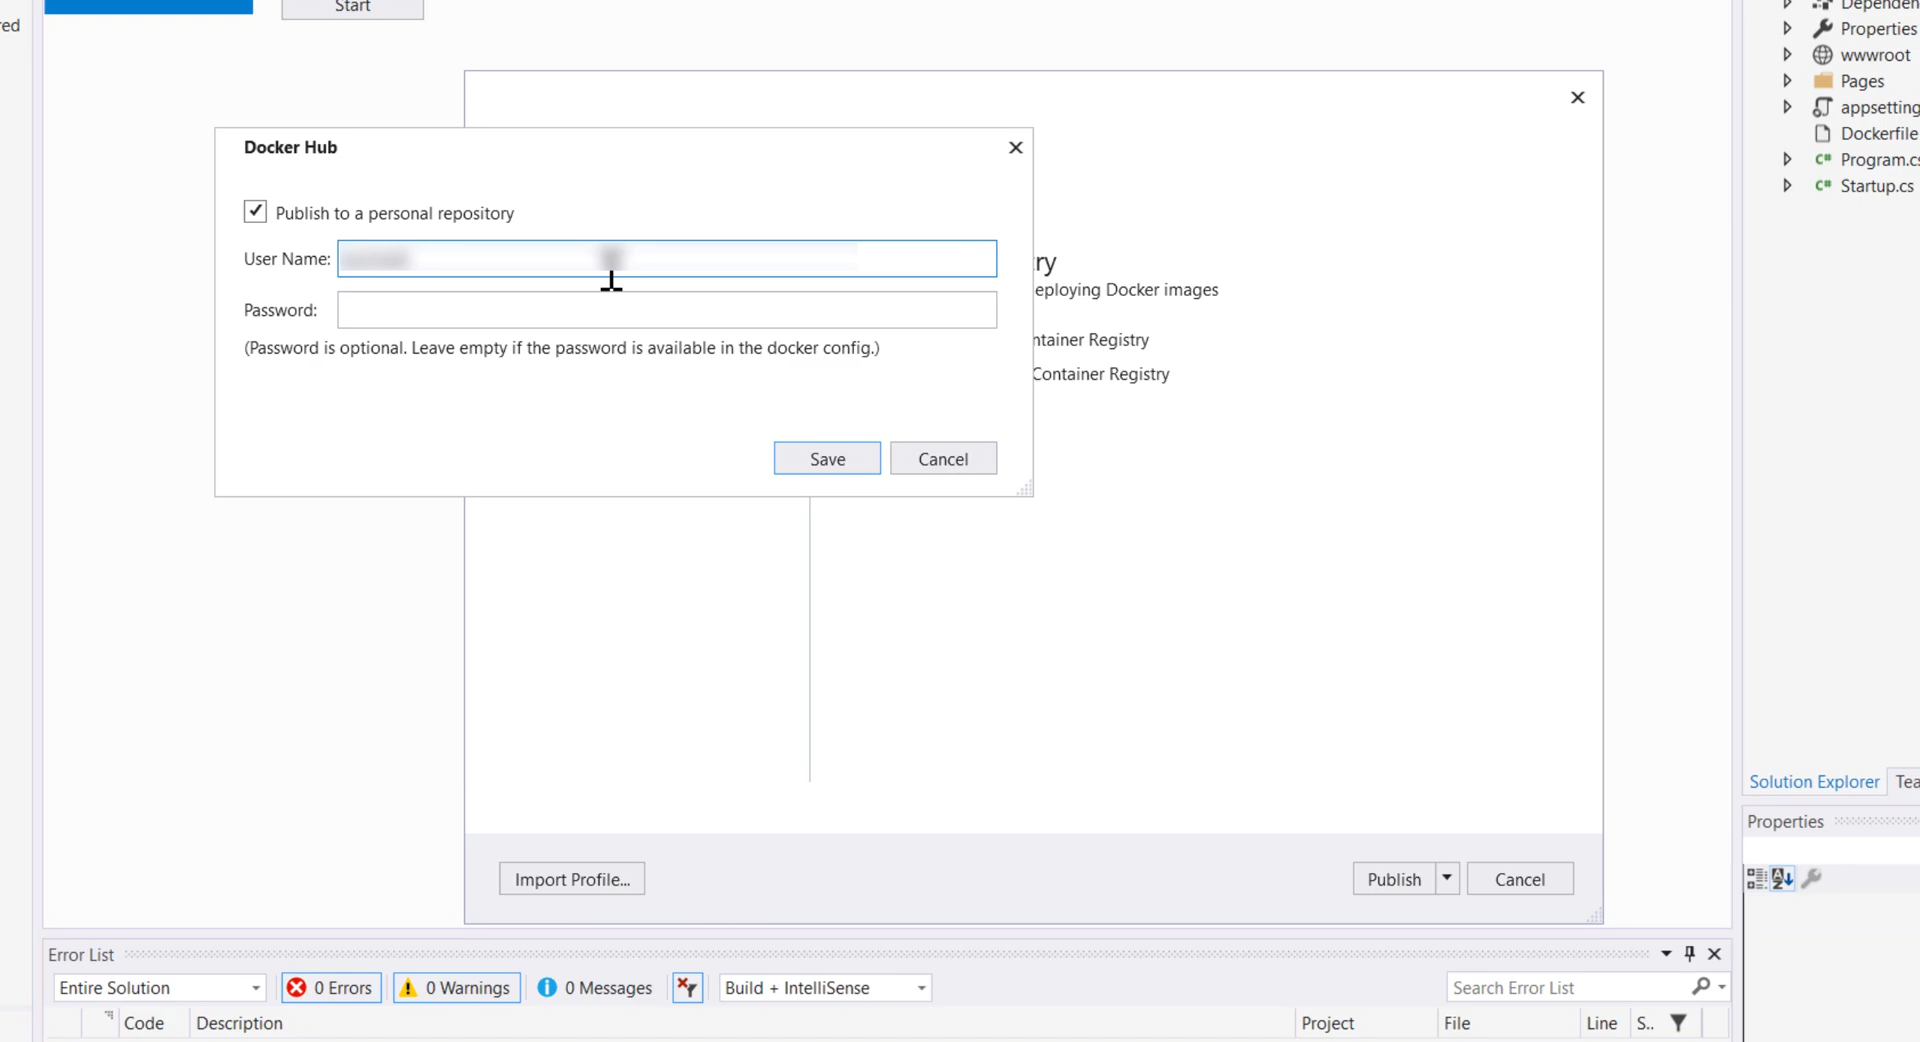 red
Start
Docker Hub
Publish to a personal repository
User Name:
Password:
(Password is optional. Leave empty if the password is available in the docker config.)
Save
Cancel
ry
eploying Docker images
ntainer Registry
Container Registry
Import Profile...
Publish
Cancel
Dependen
Properties
wwwroot
Pages
appsetting
Dockerfile
C# Program.cs
C# Startup.cs
Solution Explorer
Tea
Properties
Error List
Entire Solution
0 Errors
0 Warnings
0 Messages
Build + IntelliSense
Search Error List
Code
Description
Project
File
Line
S..